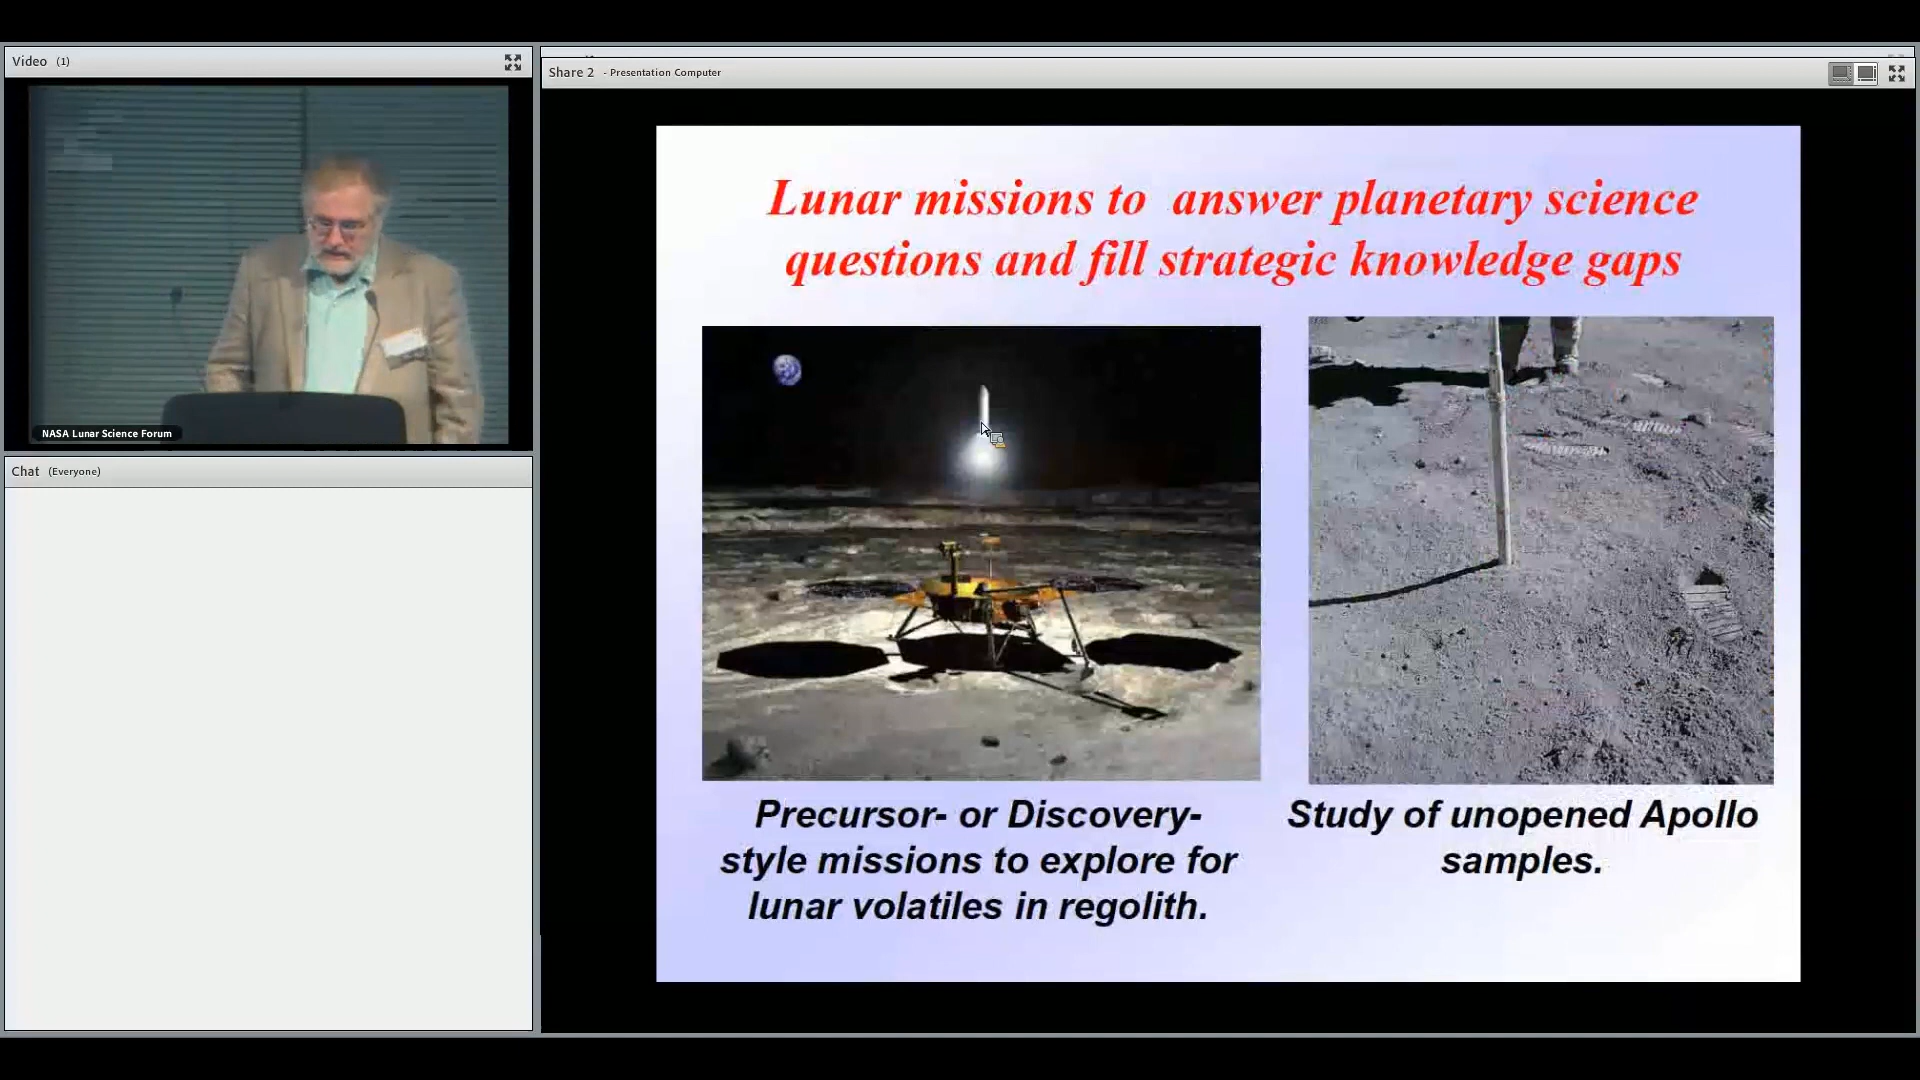 Video (1)
NASA Lunar Science Forum
Chat (Everyone)
Share 2 - Presentation Computer
Lunar missions to answer planetary science
questions and fill strategic knowledge gaps
Precursor- or Discovery-
style missions to explore for
lunar volatiles in regolith.
Study of unopened Apollo
samples.